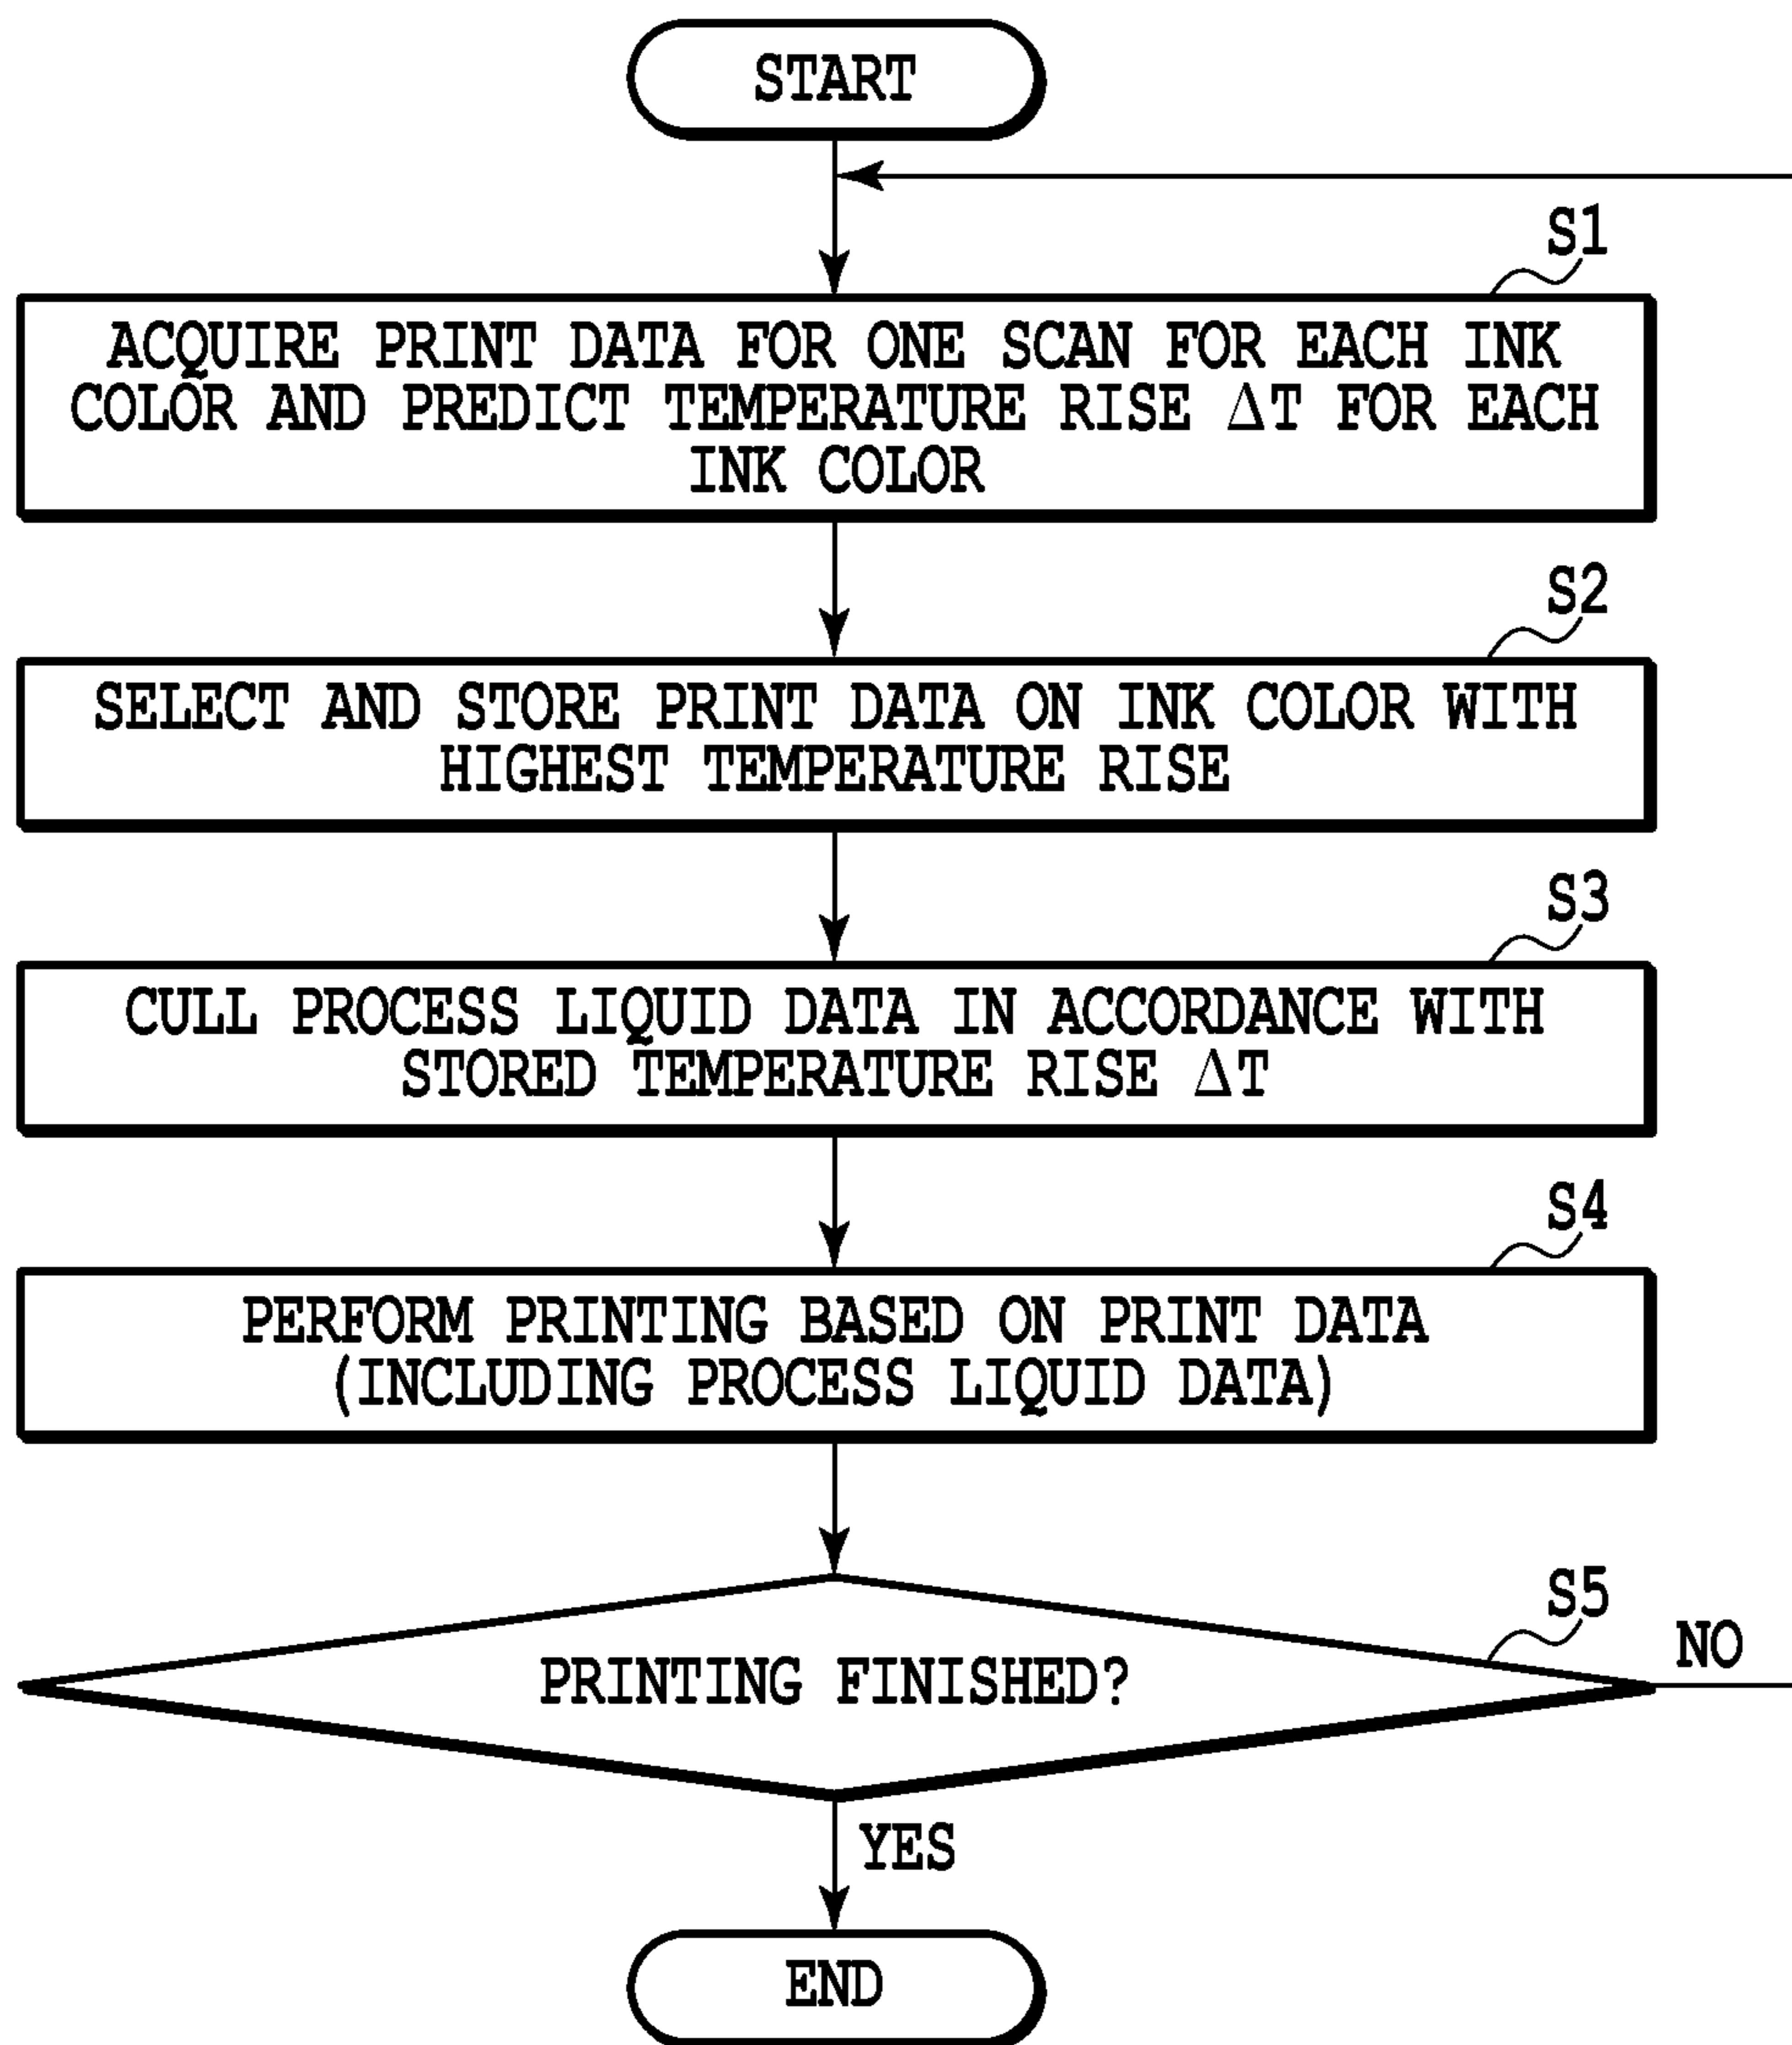 START
S1
ACQUIRE PRINT DATA FOR ONE SCAN FOR EACH INK
COLOR AND PREDICT TEMPERATURE RISE ΔT FOR EACH
INK COLOR
S2
SELECT AND STORE PRINT DATA ON INK COLOR WITH
HIGHEST TEMPERATURE RISE
S3
CULL PROCESS LIQUID DATA IN ACCORDANCE WITH
STORED TEMPERATURE RISE ΔT
S4
PERFORM PRINTING BASED ON PRINT DATA
(INCLUDING PROCESS LIQUID DATA)
S5
NO
PRINTING FINISHED?
YES
END